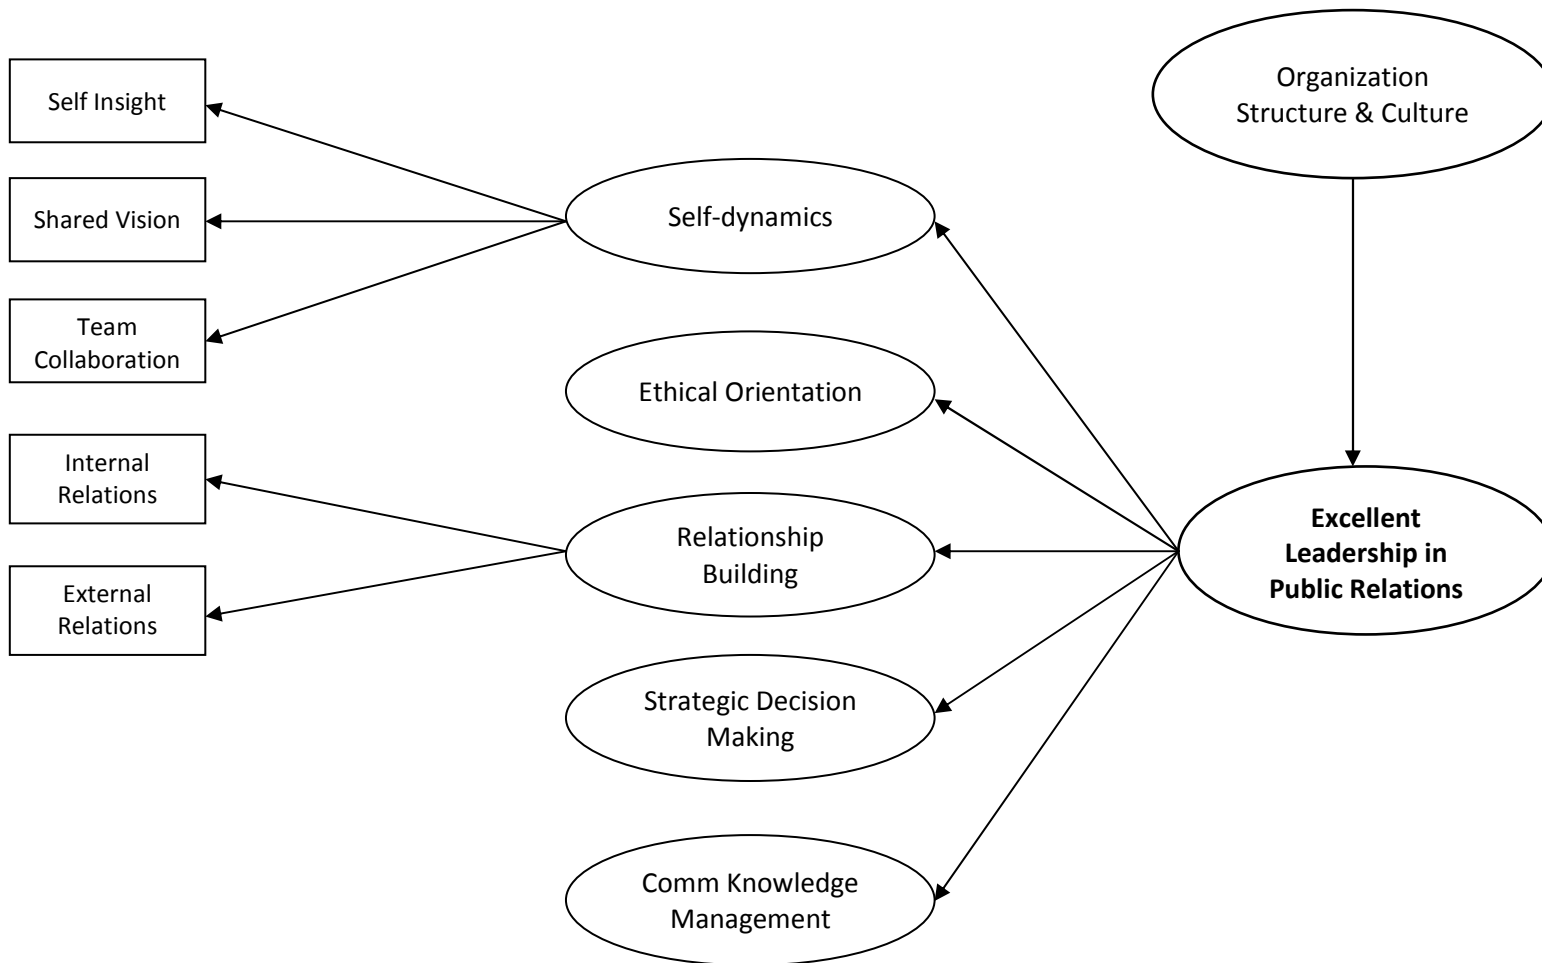 Organization
Structure & Culture
Self Insight
Shared Vision
Self-dynamics
Team
Collaboration
Ethical Orientation
Internal
Relations
Relationship
Building
Excellent
Leadership in
Public Relations
External
Relations
Strategic Decision
Making
Comm Knowledge
Management